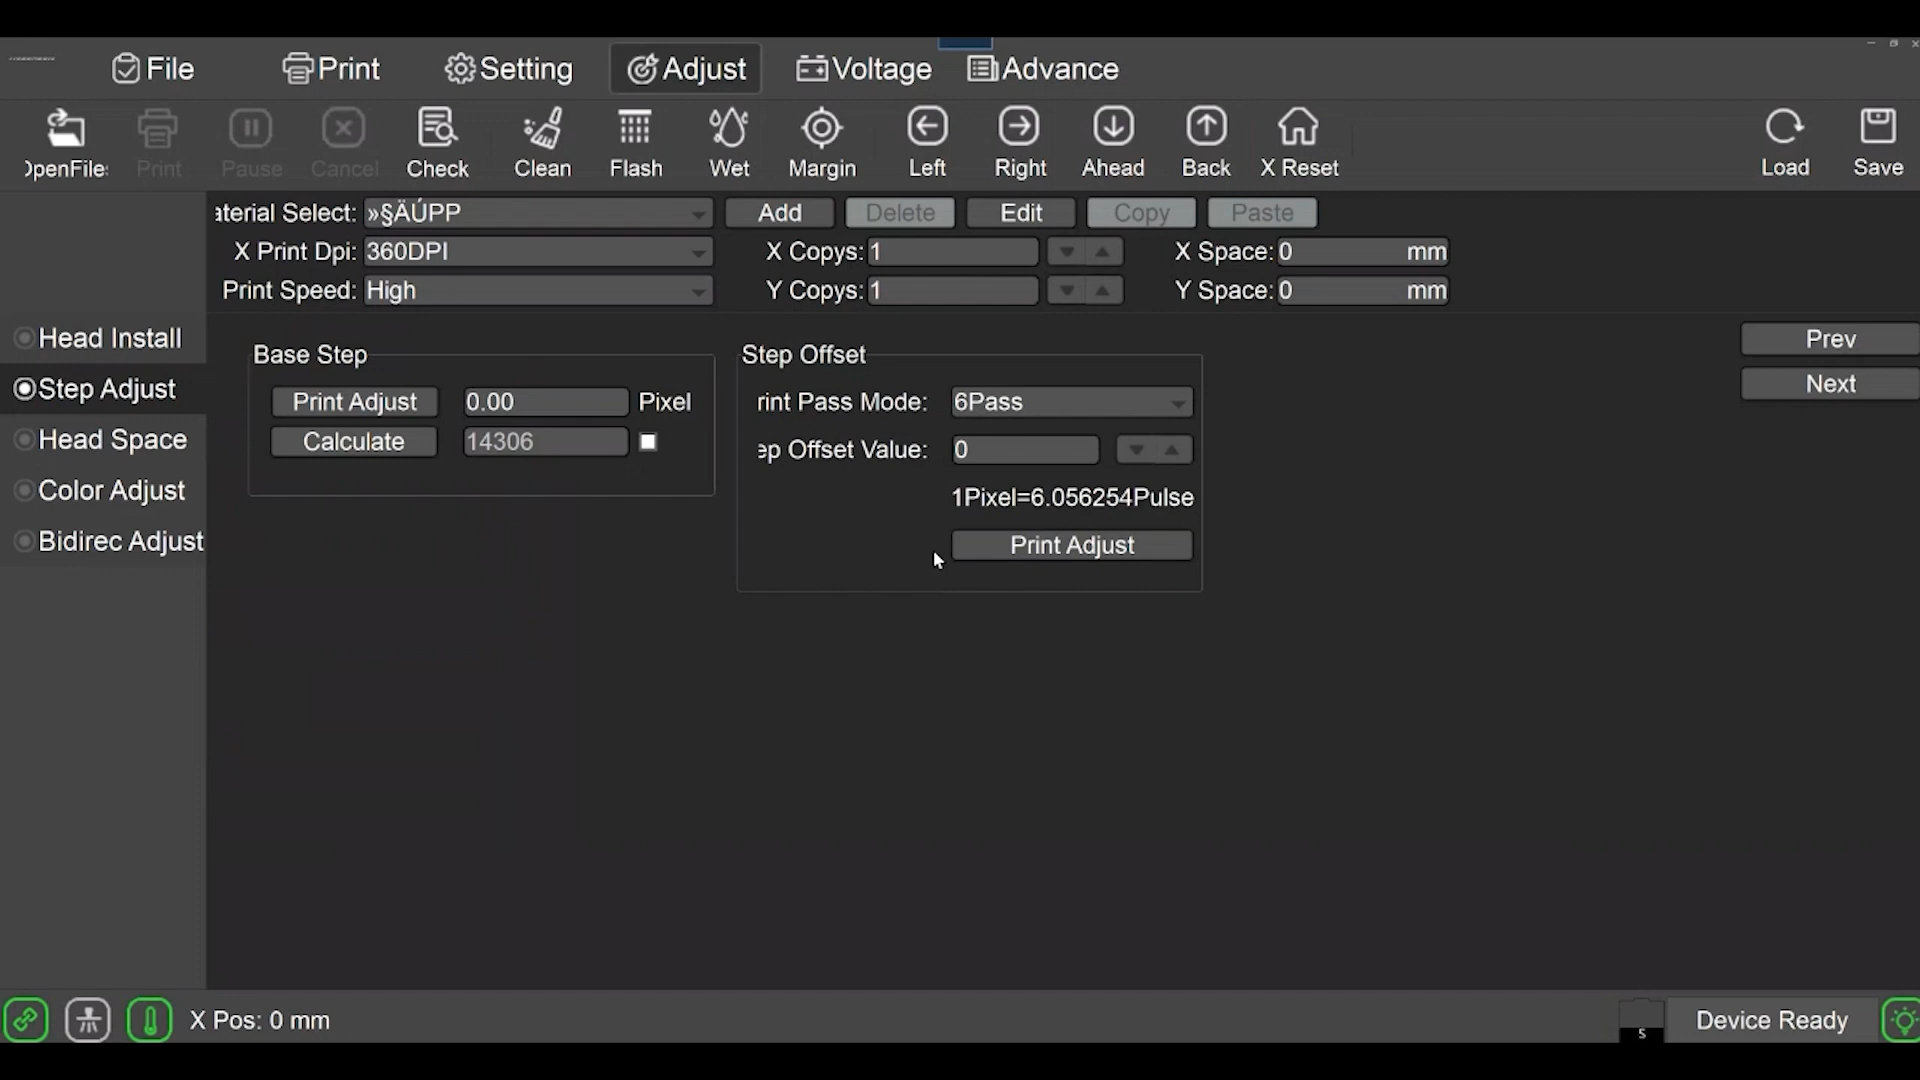 File Print Setting Adjust Voltage Advance
OpenFiles Print Pause Cancel Check Clean Flash Wet Margin Left Right Ahead Back X Reset Load Save
aterial Select: »§ÄÚPP Add Delete Edit Copy Paste
X Print Dpi: 360DPI X Copys: 1 X Space: 0 mm
Print Speed: High Y Copys: 1 Y Space: 0 mm
Head Install
Step Adjust
Head Space
Color Adjust
Bidirec Adjust
Base Step
Print Adjust 0.00 Pixel
Calculate 14306
Step Offset
rint Pass Mode: 6Pass
ep Offset Value: 0
1Pixel=6.056254Pulse
Print Adjust
Prev
Next
X Pos: 0 mm
S
Device Ready